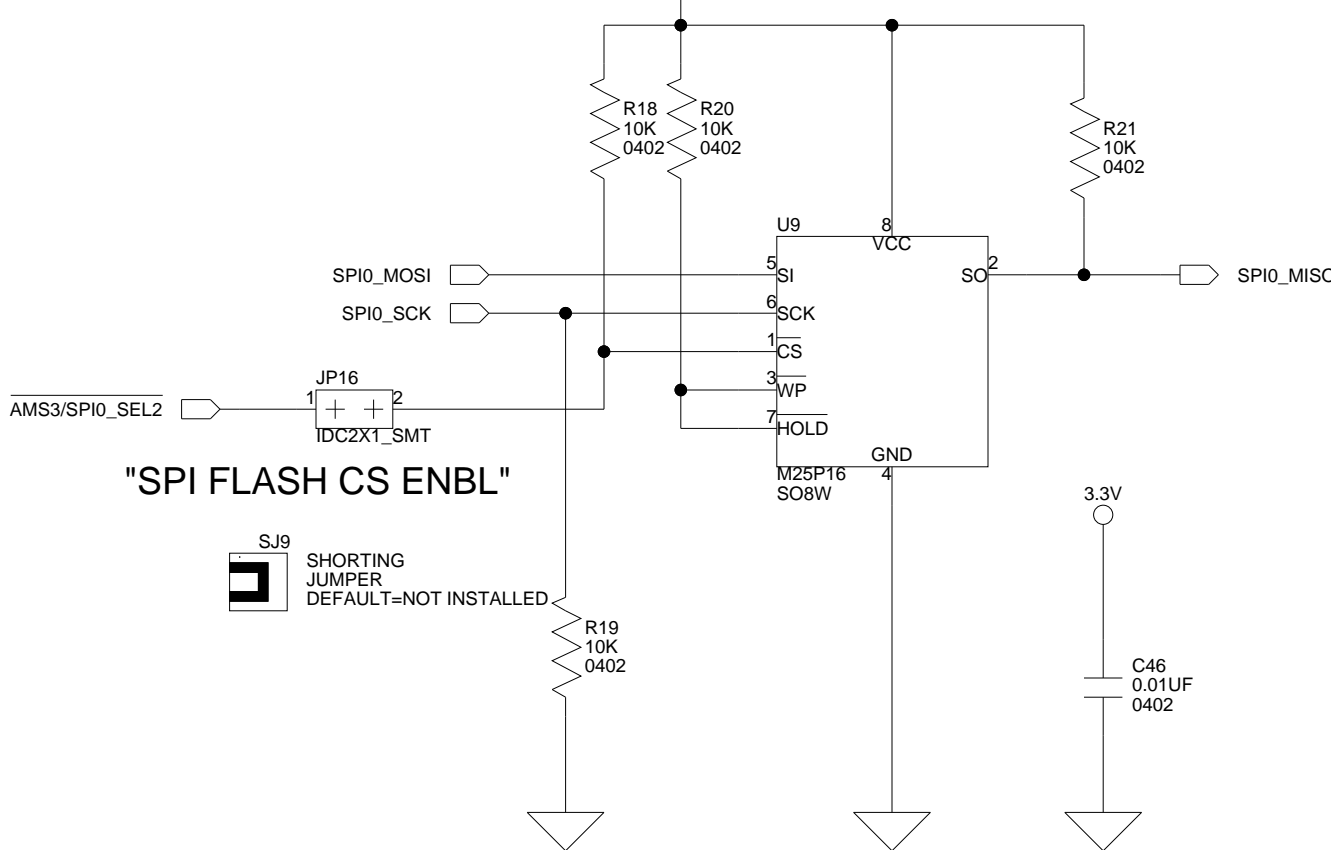 R18
10K
0402
R20
10K
0402
R21
10K
0402
U9
8
VCC
SPI0_MOSI
5
SI
SO
2
SPI0_MISO
SPI0_SCK
6
SCK
1
CS
JP16
3
WP
AMS3/SPI0_SEL2
1
2
7
HOLD
IDC2X1_SMT
GND
"SPI FLASH CS ENBL"
M25P16
4
SO8W
3.3V
SJ9
SHORTING
JUMPER
DEFAULT=NOT INSTALLED
R19
10K
0402
C46
0.01UF
0402